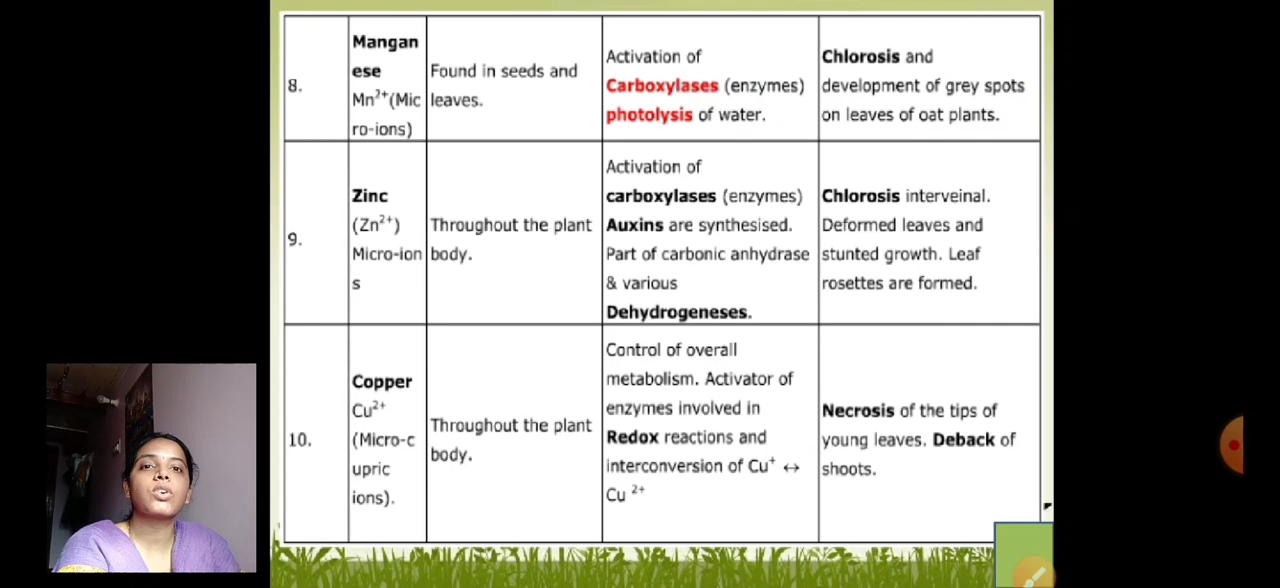 8.
Mangan
ese
Mn²⁺(Mic
ro-ions)
Found in seeds and
leaves.
Activation of
Carboxylases (enzymes)
photolysis of water.
Chlorosis and
development of grey spots
on leaves of oat plants.
9.
Zinc
(Zn²⁺)
Micro-ion
s
Throughout the plant
body.
Activation of
carboxylases (enzymes)
Auxins are synthesised.
Part of carbonic anhydrase
& various
Dehydrogeneses.
Chlorosis interveinal.
Deformed leaves and
stunted growth. Leaf
rosettes are formed.
10.
Copper
Cu²⁺
(Micro-c
upric
ions).
Throughout the plant
body.
Control of overall
metabolism. Activator of
enzymes involved in
Redox reactions and
interconversion of Cu⁺ ↔
Cu ²⁺
Necrosis of the tips of
young leaves. Deback of
shoots.